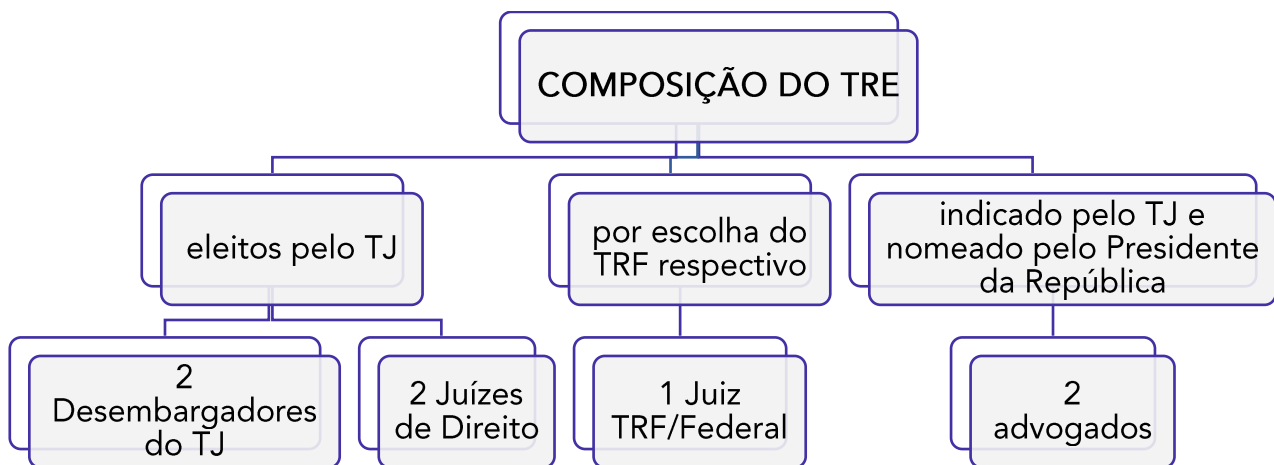 COMPOSIÇÃO DO TRE
eleitos pelo TJ
por escolha do
TRF respectivo
indicado pelo TJ e
nomeado pelo Presidente
da República
2
Desembargadores
do TJ
2 Juízes
de Direito
1 Juiz
TRF/Federal
2
advogados